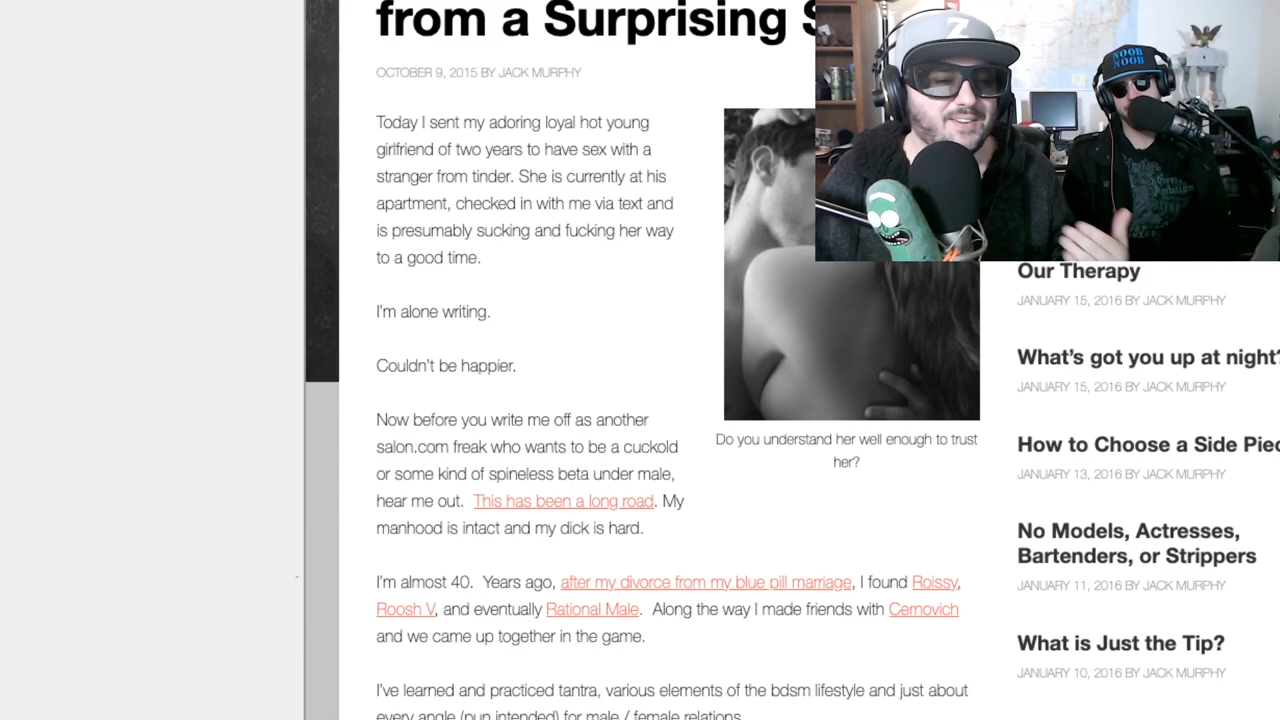 from a Surprising
OCTOBER 9, 2015 BY JACK MURPHY
Today I sent my adoring loyal hot young
girlfriend of two years to have sex with a
stranger from tinder. She is currently at his
apartment, checked in with me via text and
is presumably sucking and fucking her way
to a good time.
I'm alone writing.
Couldn't be happier.
Now before you write me off as another
salon.com freak who wants to be a cuckold
or some kind of spineless beta under male,
hear me out. This has been a long road. My
manhood is intact and my dick is hard.
I'm almost 40. Years ago, after my divorce from my blue pill marriage, I found Roissy,
Roosh V, and eventually Rational Male. Along the way I made friends with Cernovich
and we came up together in the game.
I've learned and practiced tantra, various elements of the bdsm lifestyle and just about
every angle (pun intended) for male / female relations.
Do you understand her well enough to trust
her?
Z
NOOB
NOOB
Our Therapy
JANUARY 15, 2016 BY JACK MURPHY
What's got you up at night?
JANUARY 15, 2016 BY JACK MURPHY
How to Choose a Side Piec
JANUARY 13, 2016 BY JACK MURPHY
No Models, Actresses,
Bartenders, or Strippers
JANUARY 11, 2016 BY JACK MURPHY
What is Just the Tip?
JANUARY 10, 2016 BY JACK MURPHY